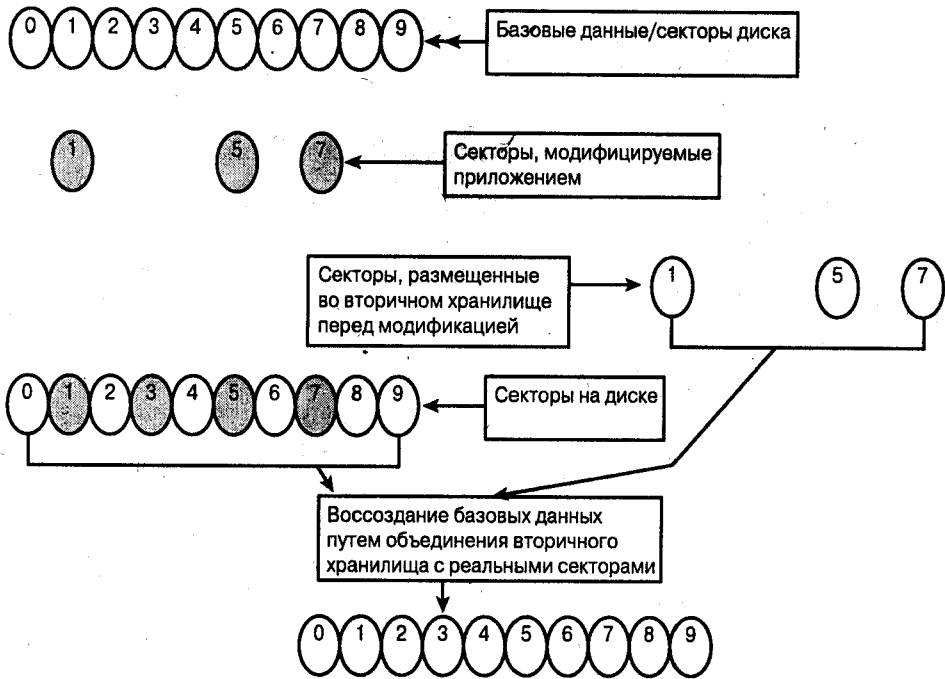 0 1 2 3 4 5 6 7 8 9
Базовые данные/секторы диска
1 5 7
Секторы, модифицируемые
приложением
Секторы, размещенные
во вторичном хранилище
перед модификацией
1 5 7
0 1 2 3 4 5 6 7 8 9
Секторы на диске
Воссоздание базовых данных
путем объединения вторичного
хранилища с реальными секторами
0 1 2 3 4 5 6 7 8 9